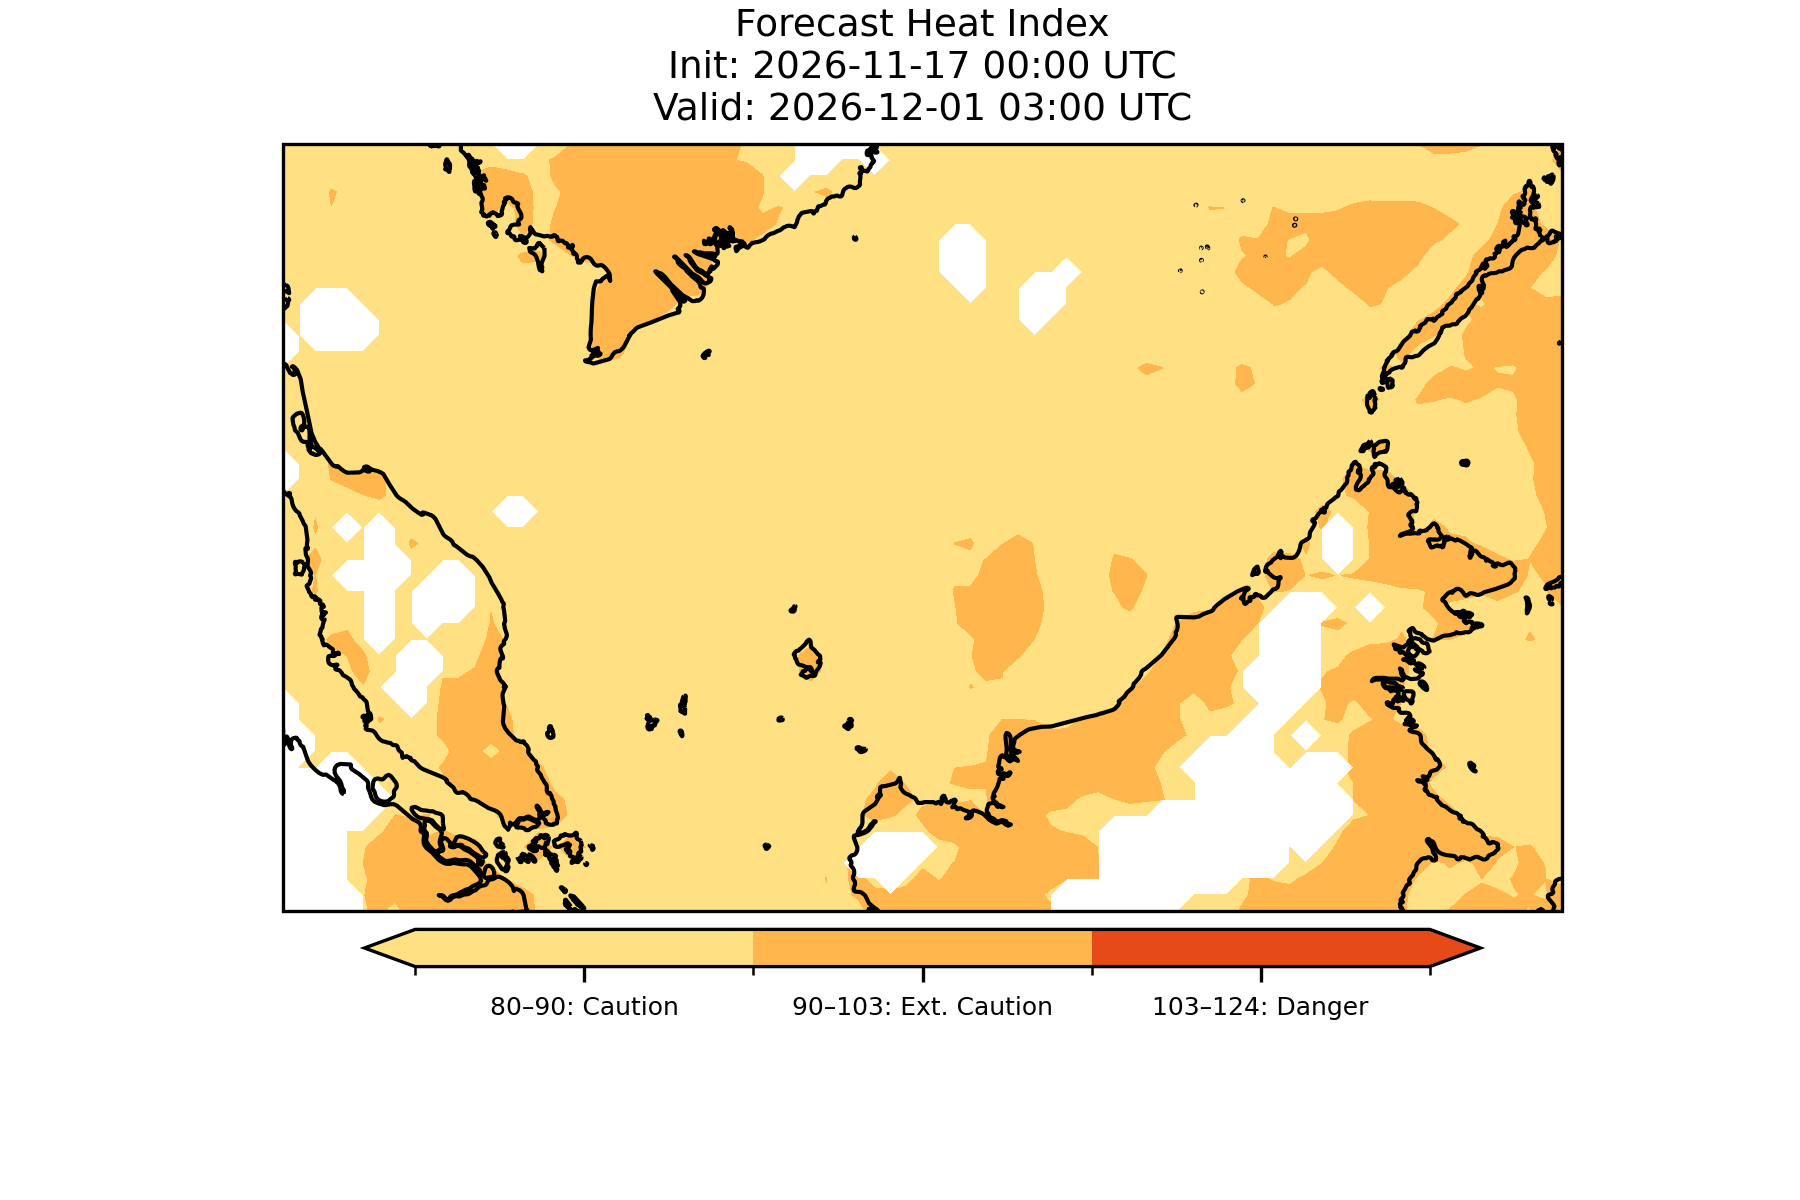 Forecast Heat Index
Init: 2026-11-17 00:00 UTC
Valid: 2026-12-01 03:00 UTC
80–90: Caution
90–103: Ext. Caution
103–124: Danger